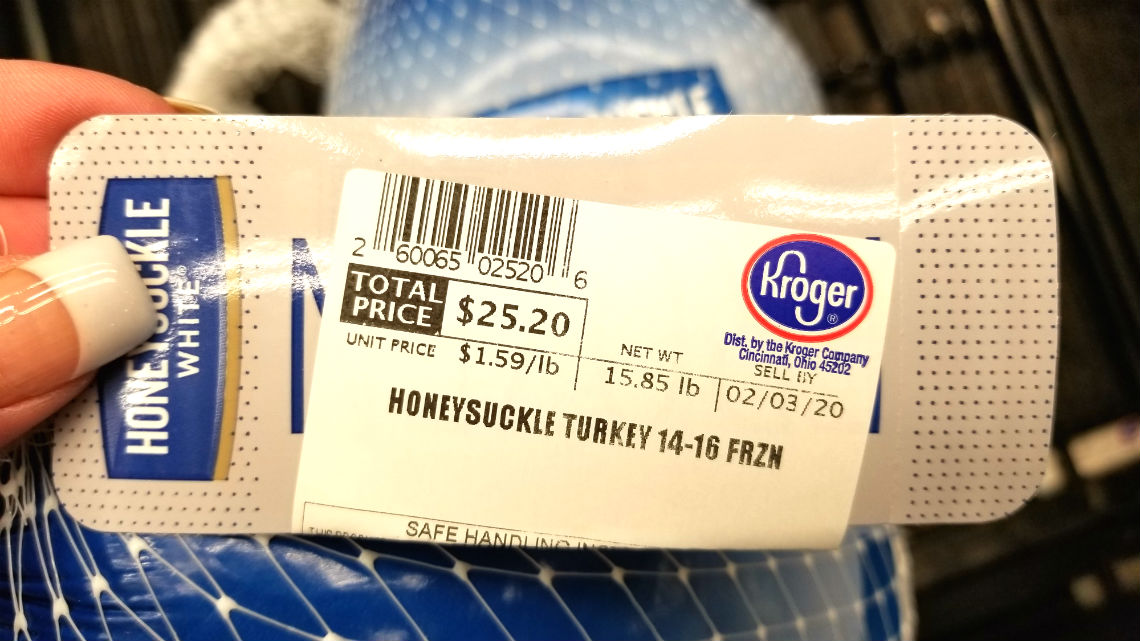 HONEYSUCKLE
WHITE®
2 60065 02520 6
TOTAL
PRICE
$25.20
UNIT PRICE $1.59/lb
NET WT
15.85 lb
Kroger®
Dist. by the Kroger Company
Cincinnati, Ohio 45202
SELL BY
02/03/20
HONEYSUCKLE TURKEY 14-16 FRZN
SAFE HANDLING